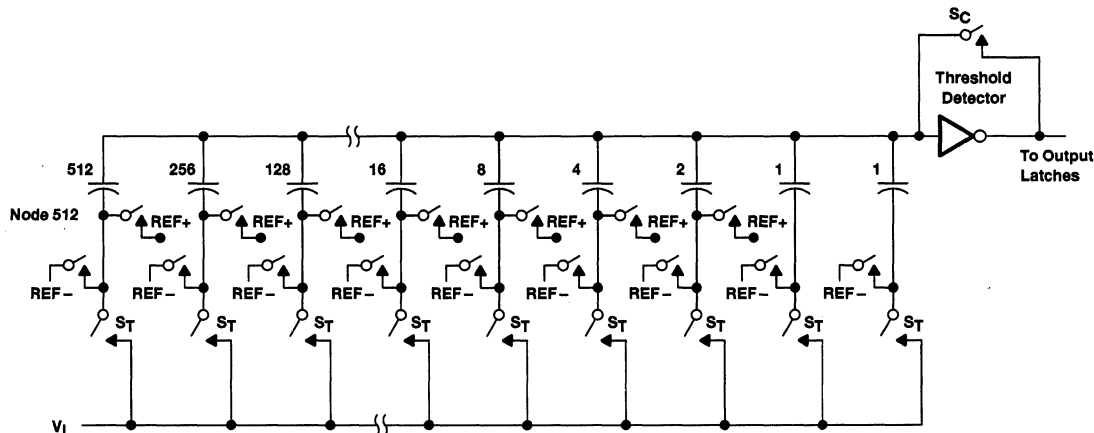 SC
Threshold
Detector
To Output
Latches
512
256
128
16
8
4
2
1
1
Node 512
REF+
REF+
REF+
REF+
REF+
REF+
REF+
REF–
REF–
REF–
REF–
REF–
REF–
REF–
REF–
REF–
ST
ST
ST
ST
ST
ST
ST
ST
ST
VI